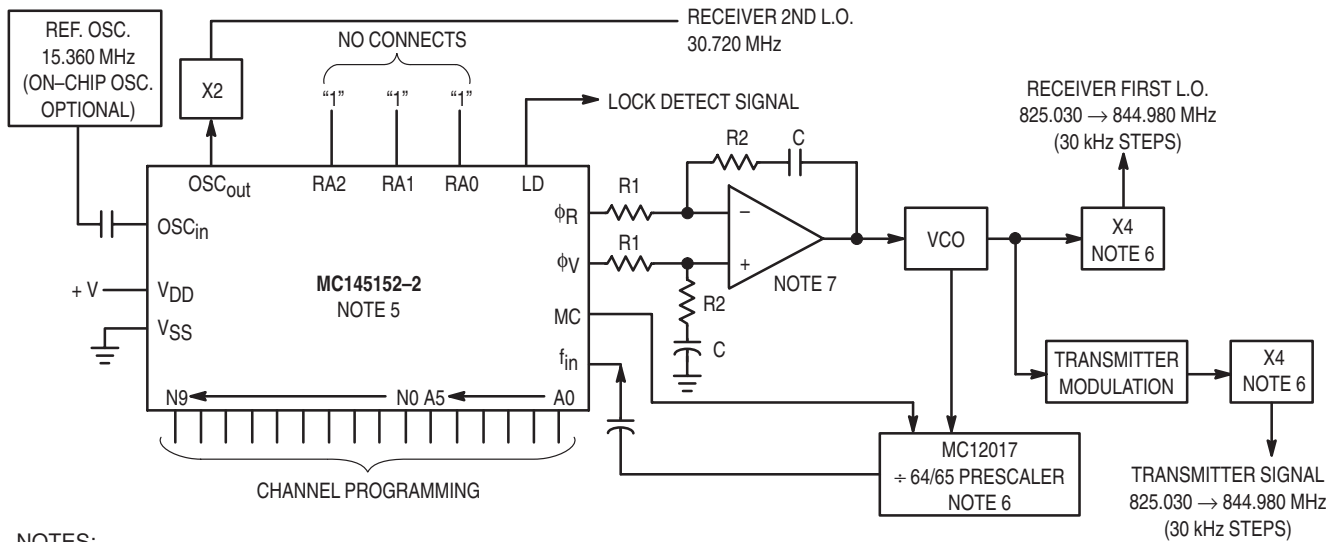 REF. OSC.
15.360 MHz
(ON–CHIP OSC.
OPTIONAL)
X2
NO CONNECTS
“1” “1” “1”
RECEIVER 2ND L.O.
30.720 MHz
LOCK DETECT SIGNAL
RECEIVER FIRST L.O.
825.030 → 844.980 MHz
(30 kHz STEPS)
OSCout RA2 RA1 RA0 LD
OSCin
+ V VDD
VSS
MC145152–2
NOTE 5
ϕR
ϕV
MC
fin
N9 N0 A5 A0
CHANNEL PROGRAMMING
R1
R1
R2 C
R2
C
–
+
NOTE 7
VCO
X4
NOTE 6
TRANSMITTER
MODULATION
X4
NOTE 6
MC12017
÷ 64/65 PRESCALER
NOTE 6
TRANSMITTER SIGNAL
825.030 → 844.980 MHz
(30 kHz STEPS)
NOTES: